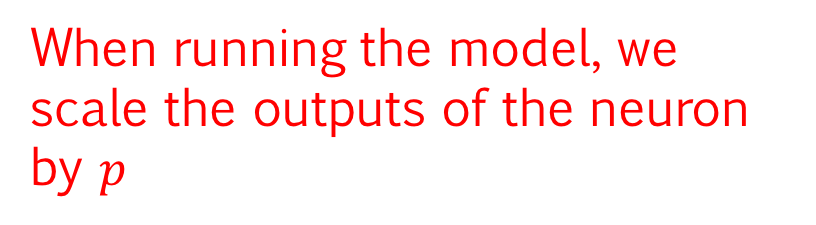 When running the model, we
scale the outputs of the neuron
by p